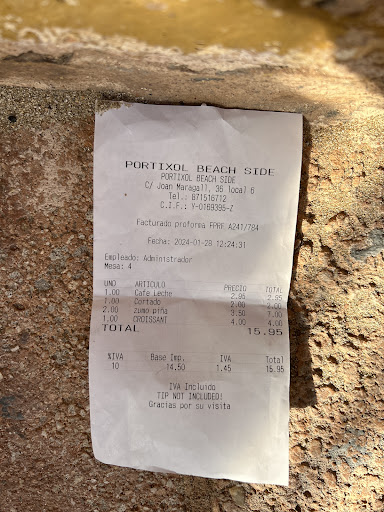 PORTIXOL BEACH SIDE
PORTIXOL BEACH SIDE
C/ Joan Maragall, 36 local 6
Tel.: 871516712
C.I.F.: Y-0169395-Z
Facturado proforma FPRF.A241/784
Fecha: 2024-01-28 12:24:31
Empleado: Administrador
Mesa: 4
UND ARTICULO PRECIO TOTAL
1.00 Cafe Leche 2.95 2.95
1.00 Cortado 2.00 2.00
2.00 zumo piña 3.50 7.00
1.00 CROISSANT 4.00 4.00
TOTAL 15.95
%IVA Base Imp. IVA Total
10 14.50 1.45 15.95
IVA Incluido
TIP NOT INCLUDED!
Gracias por su visita